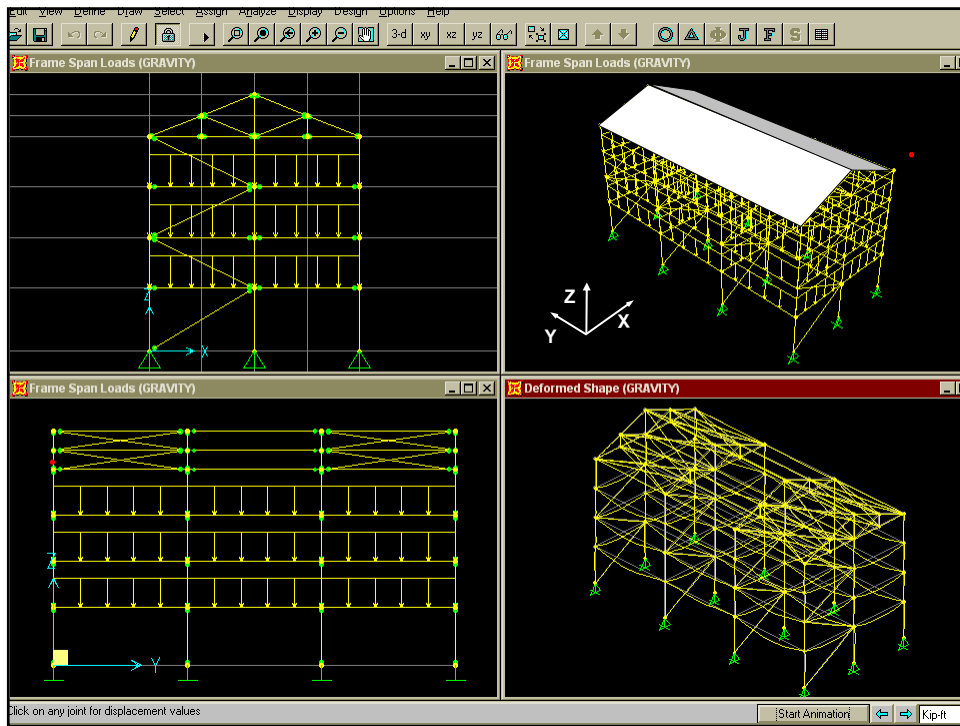 Edit View Define Draw Select Assign Analyze Display Design Options Help
3-d xy xz yz J F S
Frame Span Loads (GRAVITY)
Frame Span Loads (GRAVITY)
Z
X
Z
Y
X
Frame Span Loads (GRAVITY)
Deformed Shape (GRAVITY)
Z
Y
Click on any joint for displacement values
Start Animation
Kip-ft